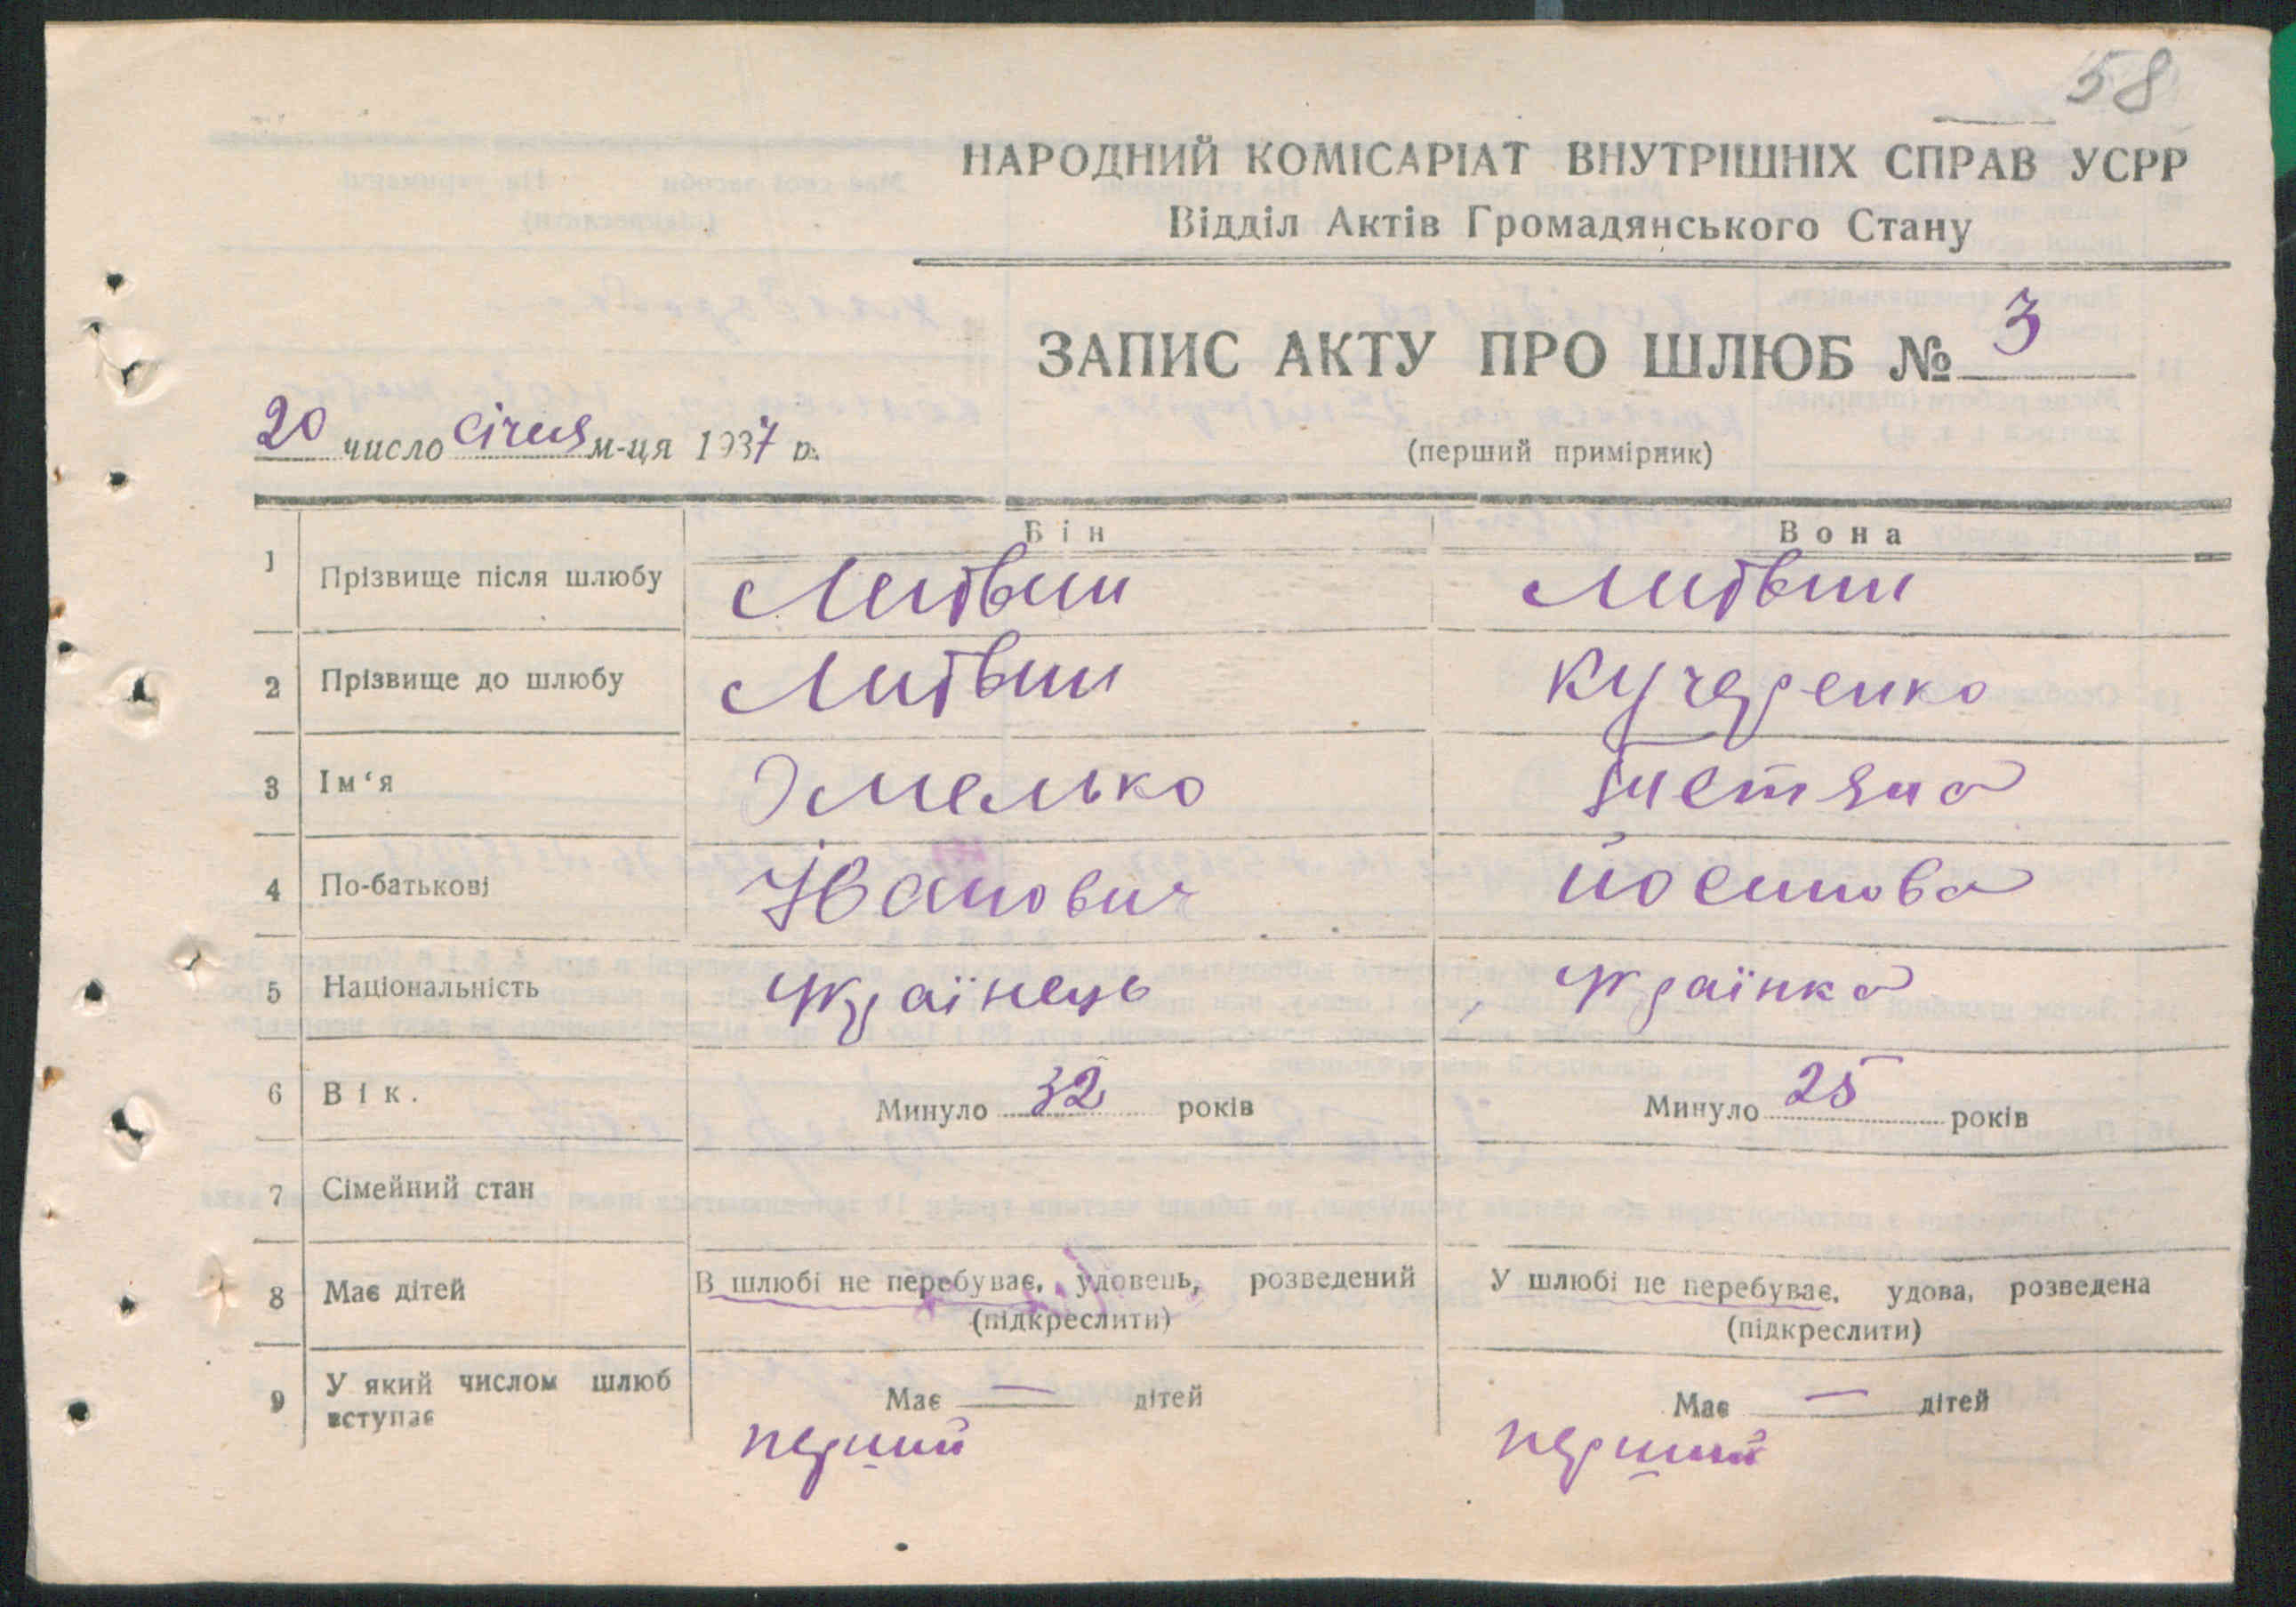 58
НАРОДНИЙ КОМІСАРІАТ ВНУТРІШНІХ СПРАВ УСРР
Відділ Актів Громадянського Стану
ЗАПИС АКТУ ПРО ШЛЮБ № 3
20 число січня м-ця 1937 р.
(перший примірник)
Він Вона
1 Прізвище після шлюбу Литвин Литвин
2 Прізвище до шлюбу Литвин Кучеренко
3 Ім‘я Омелько
4 По-батькові Іванович Йосипова
5 Національність Українець Українка
6 Вік. Минуло 32 років Минуло 25 років
7 Сімейний стан
8 Має дітей В шлюбі не перебуває, удовець, розведений У шлюбі не перебуває, удова, розведена
(підкреслити) (підкреслити)
9 У який числом шлюб вступає Має — дітей Має — дітей
перший перший